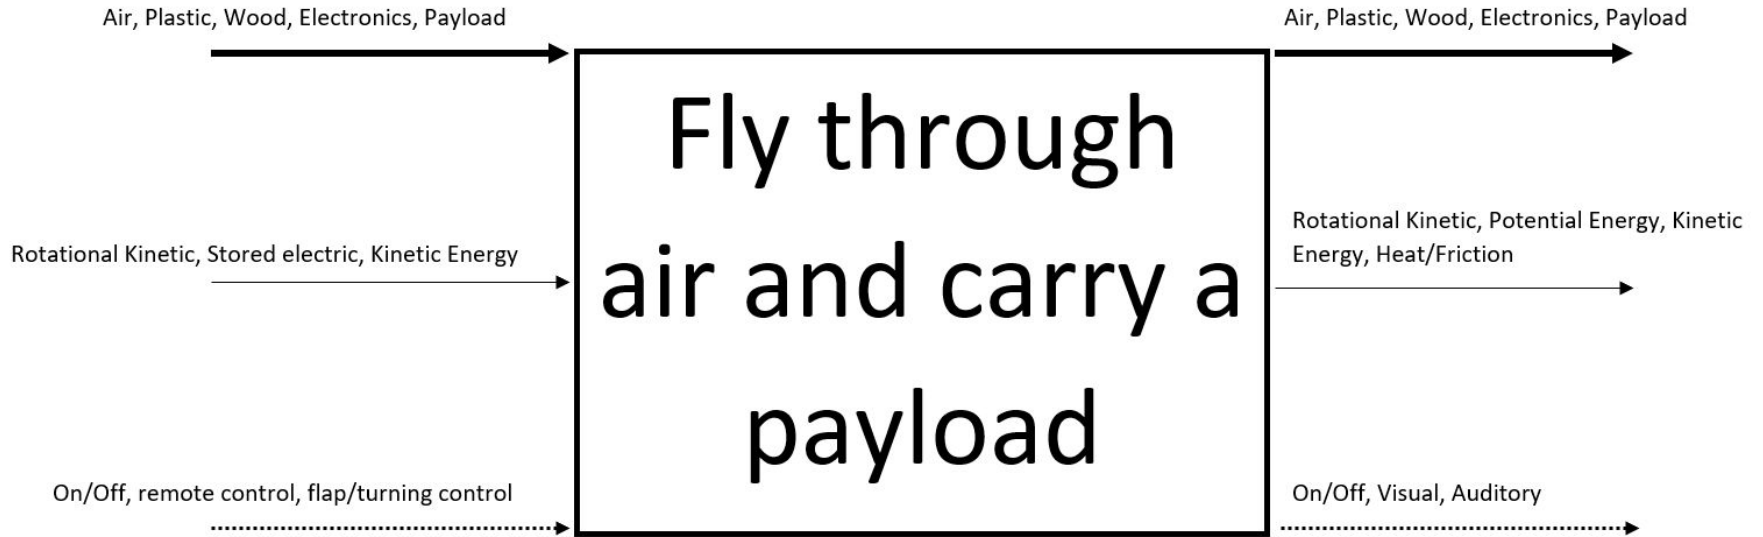 Air, Plastic, Wood, Electronics, Payload
Air, Plastic, Wood, Electronics, Payload
Fly through
air and carry a
payload
Rotational Kinetic, Stored electric, Kinetic Energy
Rotational Kinetic, Potential Energy, Kinetic
Energy, Heat/Friction
On/Off, remote control, flap/turning control
On/Off, Visual, Auditory